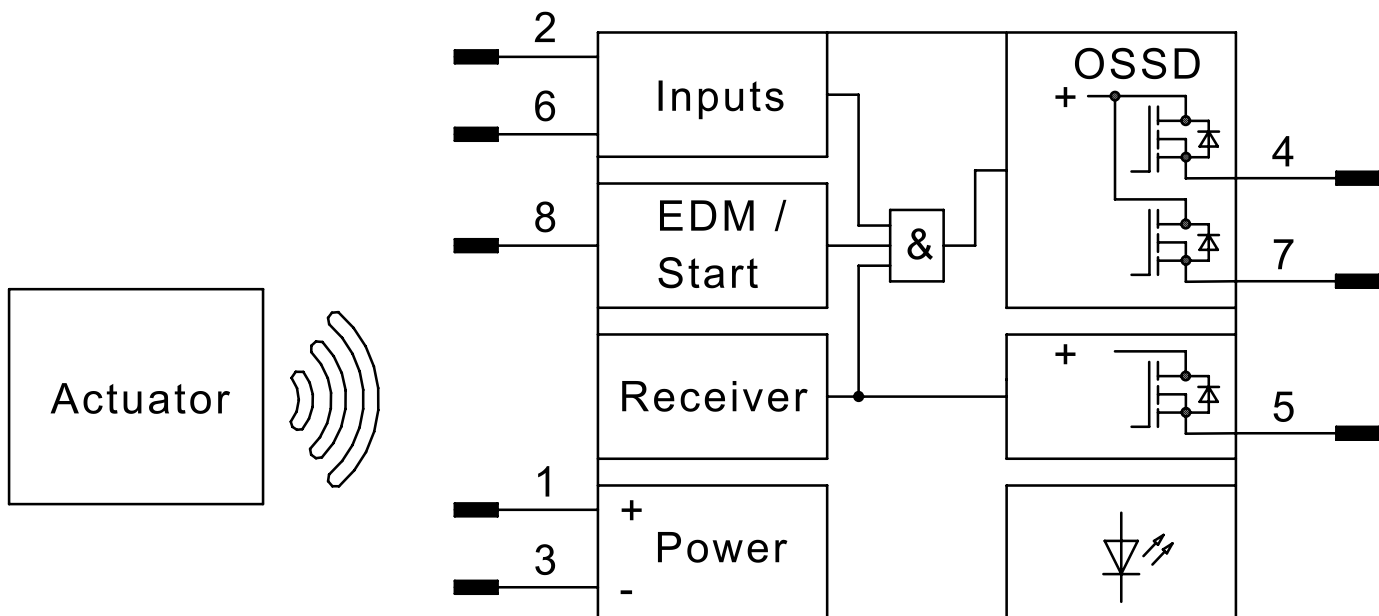 2
Inputs
6
OSSD
+
4
EDM /
8
Start
&
7
Actuator
Receiver
+
5
1
+
Power
3
-